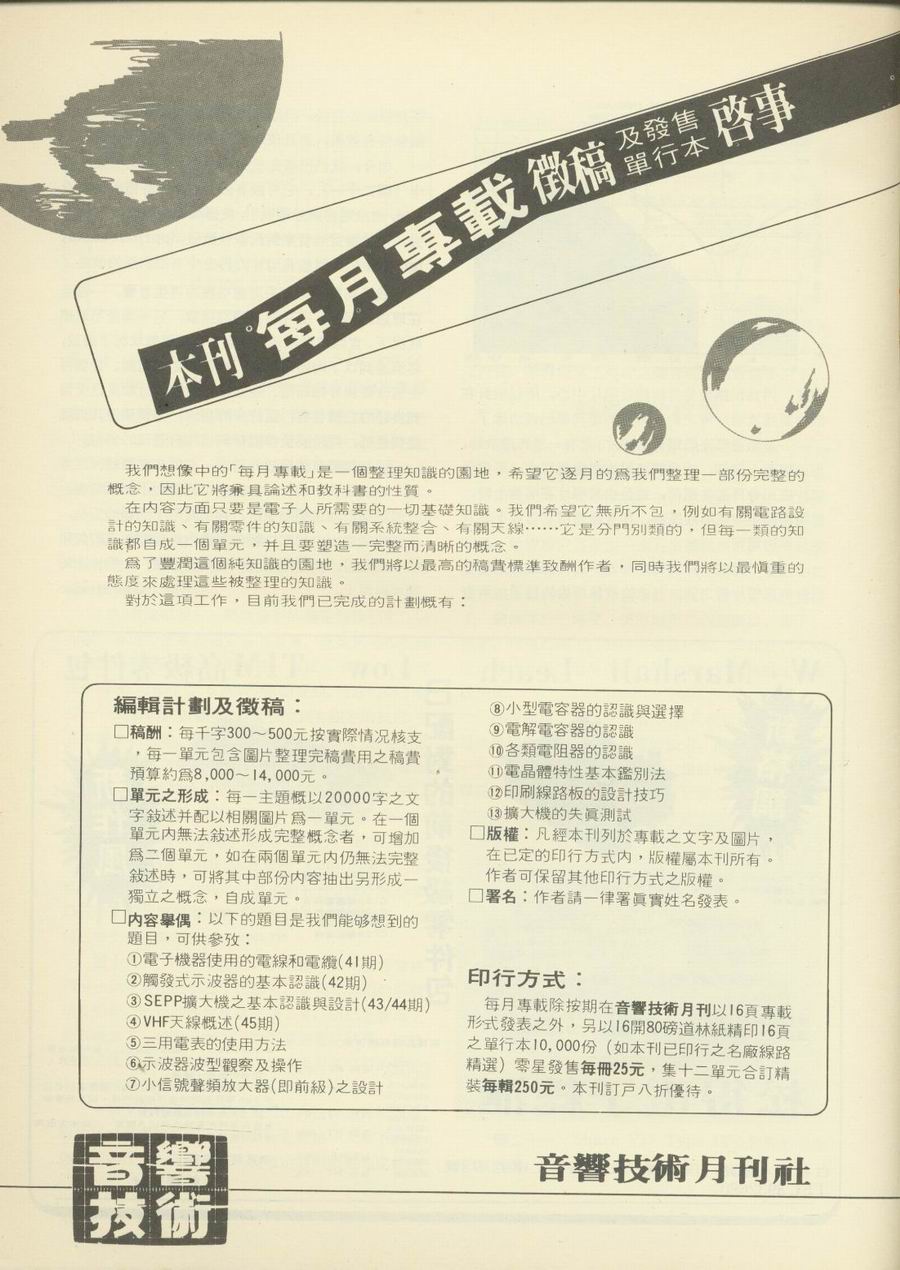 本刊 每月專載 徵稿 及發售單行本 啓事
我們想像中的「每月專載」是一個整理知識的園地，希望它逐月的爲我們整理一部份完整的
概念，因此它將兼具論述和教科書的性質。
在內容方面只要是電子人所需要的一切基礎知識。我們希望它無所不包，例如有關電路設
計的知識、有關零件的知識、有關系統整合、有關天線……它是分門別類的，但每一類的知
識都自成一個單元，并且要塑造一完整而清晰的概念。
爲了豐潤這個純知識的園地，我們將以最高的稿費標準致酬作者，同時我們將以最慎重的
態度來處理這些被整理的知識。
對於這項工作，目前我們已完成的計劃概有：
編輯計劃及徵稿：
□稿酬：每千字300～500元按實際情況核支
，每一單元包含圖片整理完稿費用之稿費
預算約爲8,000～14,000元。
□單元之形成：每一主題概以20000字之文
字敍述并配以相關圖片爲一單元。在一個
單元內無法敍述形成完整概念者，可增加
爲二個單元，如在兩個單元內仍無法完整
敍述時，可將其中部份內容抽出另形成一
獨立之概念，自成單元。
□內容舉偶：以下的題目是我們能够想到的
題目，可供參攷：
①電子機器使用的電線和電纜(41期)
②觸發式示波器的基本認識(42期)
③SEPP擴大機之基本認識與設計(43/44期)
④VHF天線概述(45期)
⑤三用電表的使用方法
⑥示波器波型觀察及操作
⑦小信號聲頻放大器(即前級)之設計
⑧小型電容器的認識與選擇
⑨電解電容器的認識
⑩各類電阻器的認識
⑪電晶體特性基本鑑別法
⑫印刷線路板的設計技巧
⑬擴大機的失眞測試
□版權：凡經本刊列於專載之文字及圖片，
在已定的印行方式內，版權屬本刊所有。
作者可保留其他印行方式之版權。
□署名：作者請一律署眞實姓名發表。
印行方式：
每月專載除按期在音響技術月刊以16頁專載
形式發表之外，另以16開80磅道林紙精印16頁
之單行本10,000份（如本刊已印行之名廠線路
精選）零星發售每冊25元，集十二單元合訂精
裝每輯250元。本刊訂戶八折優待。
音響
技術
音響技術月刊社